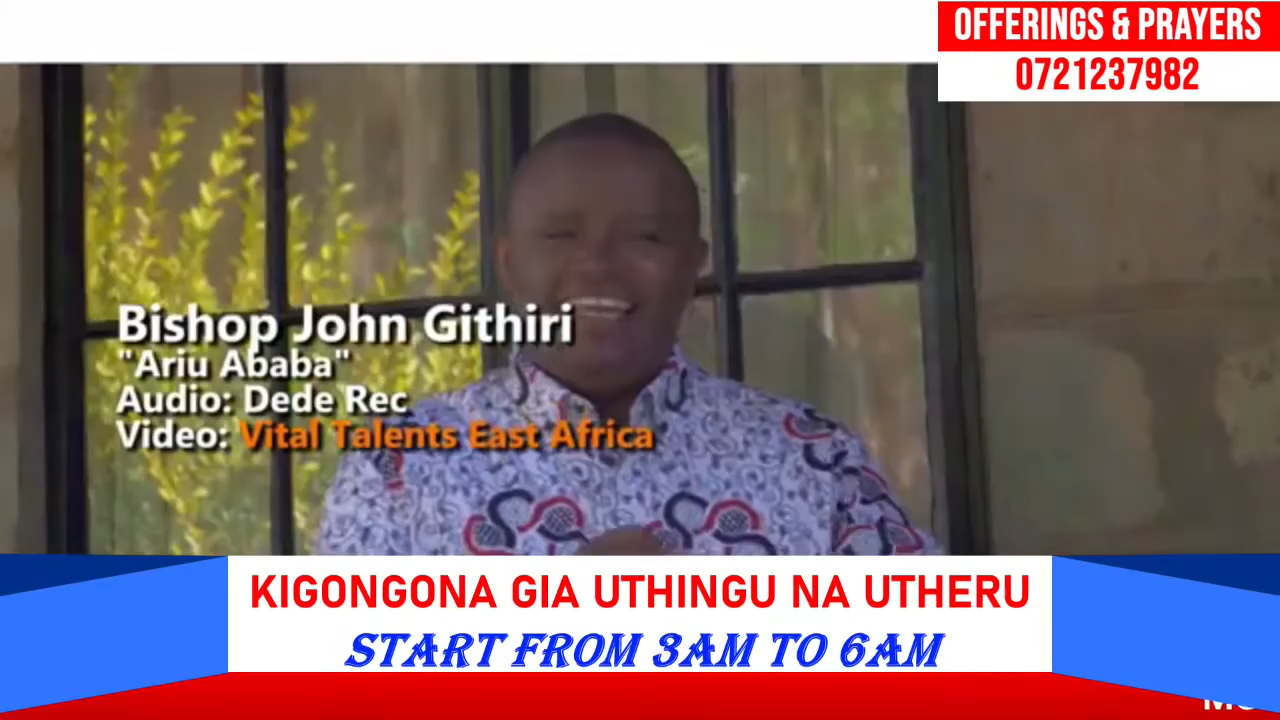 OFFERINGS & PRAYERS
0721237982
Bishop John Githiri
"Ariu Ababa"
Audio: Dede Rec
Video: Vital Talents East Africa
KIGONGONA GIA UTHINGU NA UTHERU
START FROM 3AM TO 6AM